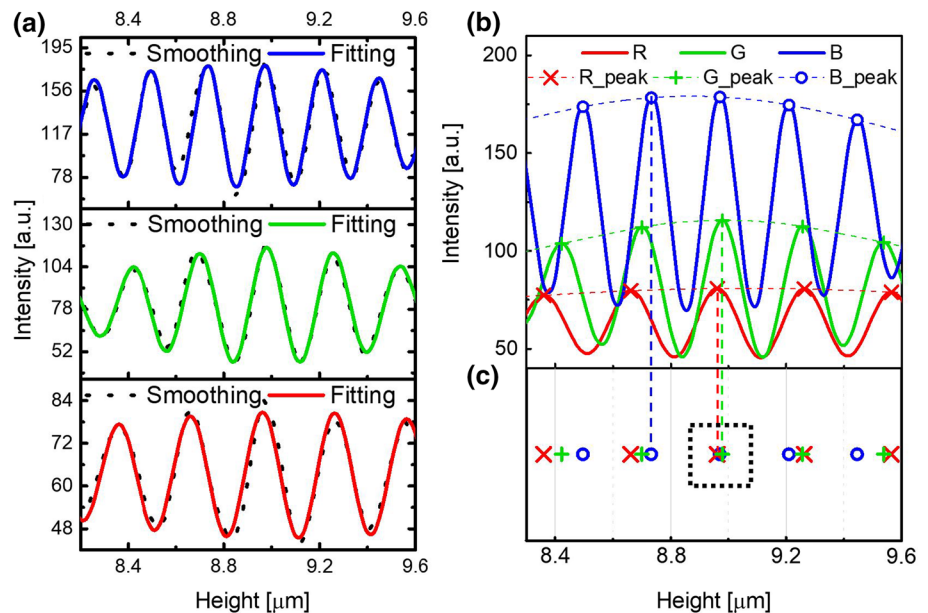 (a)
8.4 8.8 9.2 9.6
Smoothing Fitting
195
156
117
78
Smoothing Fitting
130
104
78
52
Smoothing Fitting
84
72
60
48
Intensity [a.u.]
8.4 8.8 9.2 9.6
Height [μm]
(b)
R G B
R_peak G_peak B_peak
200
150
100
50
Intensity [a.u.]
(c)
8.4 8.8 9.2 9.6
Height [μm]